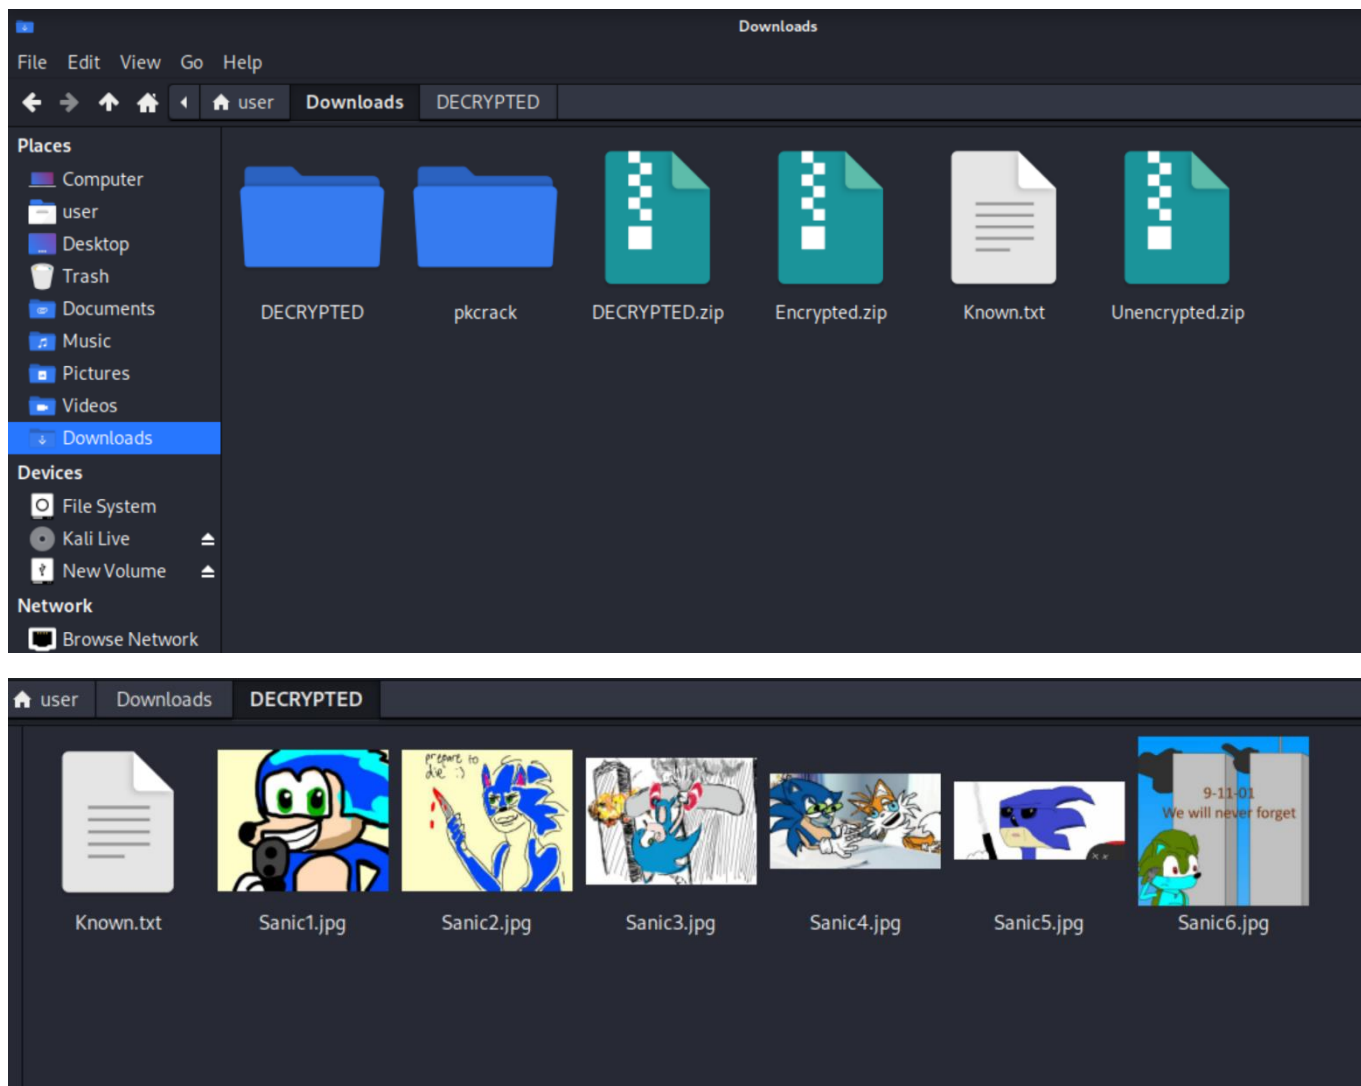 Downloads
File Edit View Go Help
user Downloads DECRYPTED
Places
Computer
user
Desktop
Trash
Documents
Music
Pictures
Videos
Downloads
Devices
File System
Kali Live
New Volume
Network
Browse Network
DECRYPTED pkcrack DECRYPTED.zip Encrypted.zip Known.txt Unencrypted.zip
user Downloads DECRYPTED
prepare to
die :)
9-11-01
We will never forget
Known.txt Sanic1.jpg Sanic2.jpg Sanic3.jpg Sanic4.jpg Sanic5.jpg Sanic6.jpg